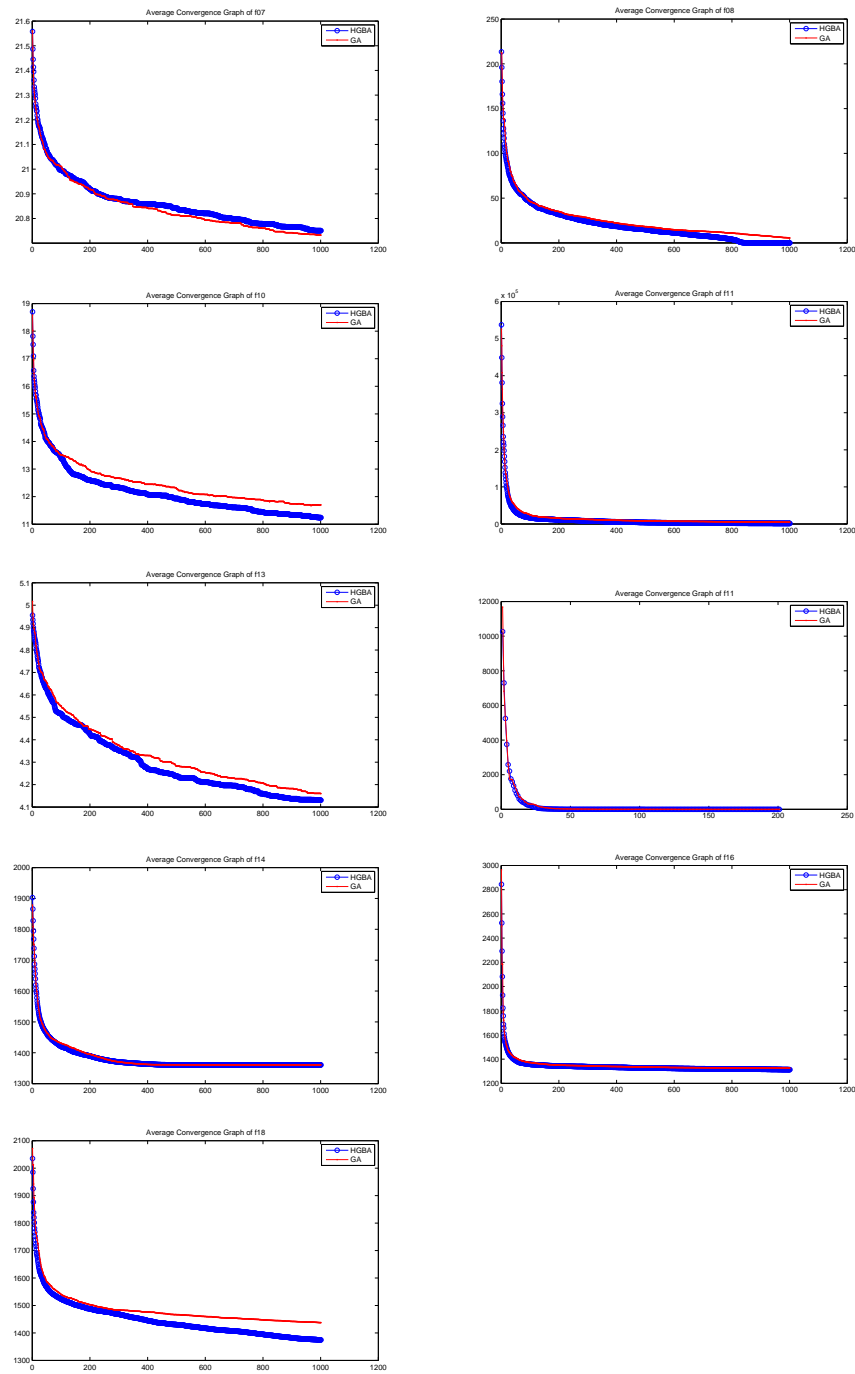 Average Convergence Graph of f07
21.6
21.5
21.4
21.3
21.2
21.1
21
20.9
20.8
0 200 400 600 800 1000 1200
HGBA
GA
Average Convergence Graph of f08
250
200
150
100
50
0
0 200 400 600 800 1000 1200
HGBA
GA
Average Convergence Graph of f10
19
18
17
16
15
14
13
12
11
0 200 400 600 800 1000 1200
HGBA
GA
Average Convergence Graph of f11
x 10^5
6
5
4
3
2
1
0
0 200 400 600 800 1000 1200
HGBA
GA
Average Convergence Graph of f13
5.1
5
4.9
4.8
4.7
4.6
4.5
4.4
4.3
4.2
4.1
0 200 400 600 800 1000 1200
HGBA
GA
Average Convergence Graph of f11
12000
10000
8000
6000
4000
2000
0
0 50 100 150 200 250
HGBA
GA
Average Convergence Graph of f14
2000
1900
1800
1700
1600
1500
1400
1300
0 200 400 600 800 1000 1200
HGBA
GA
Average Convergence Graph of f16
3000
2800
2600
2400
2200
2000
1800
1600
1400
1200
0 200 400 600 800 1000 1200
HGBA
GA
Average Convergence Graph of f18
2100
2000
1900
1800
1700
1600
1500
1400
1300
0 200 400 600 800 1000 1200
HGBA
GA